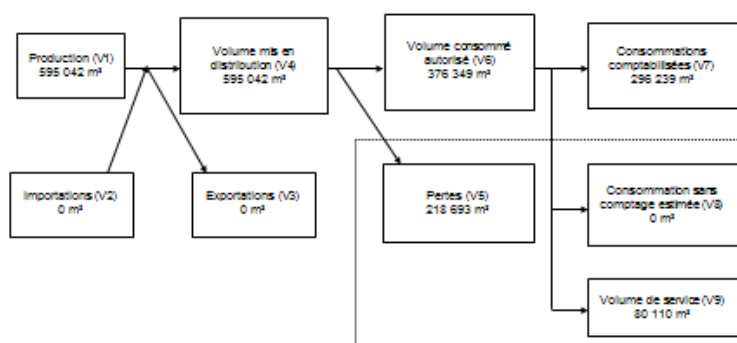 Production (V1)
595 042 m³
Volume mis en
distribution (V4)
595 042 m³
Volume consommé
autorisé (V6)
376 349 m³
Consommations
comptabilisées (V7)
296 239 m³
Importations (V2)
0 m³
Exportations (V3)
0 m³
Pertes (V5)
218 693 m³
Consommation sans
comptage estimée (V8)
0 m³
Volume de service (V9)
80 110 m³